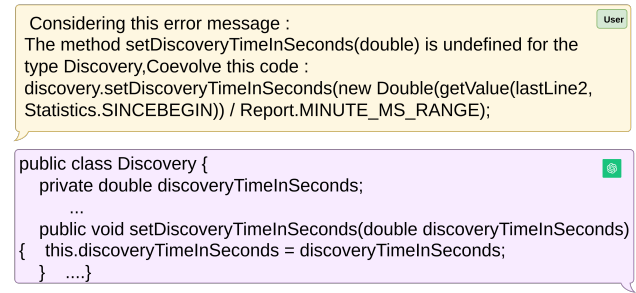 Considering this error message :
User
The method setDiscoveryTimeInSeconds(double) is undefined for the
type Discovery,Coevolve this code :
discovery.setDiscoveryTimeInSeconds(new Double(getValue(lastLine2,
Statistics.SINCEBEGIN)) / Report.MINUTE_MS_RANGE);
public class Discovery {
private double discoveryTimeInSeconds;
...
public void setDiscoveryTimeInSeconds(double discoveryTimeInSeconds)
{ this.discoveryTimeInSeconds = discoveryTimeInSeconds;
} ....}